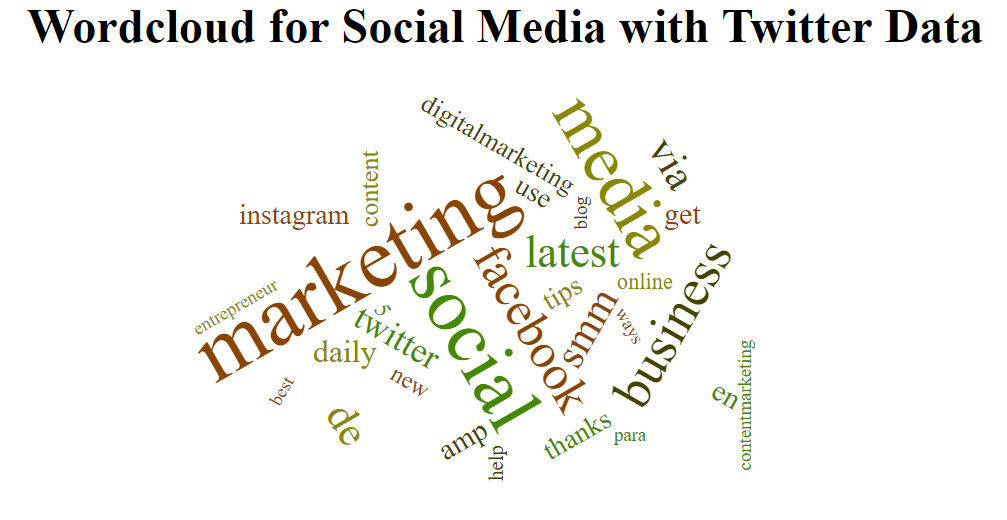 Wordcloud for Social Media with Twitter Data
digitalmarketing
media
via
content
use
blog
instagram
get
marketing
latest
facebook
social
tips
online
entrepreneur
5
twitter
smm
ways
business
daily
new
best
de
en
contentmarketing
amp
help
thanks
para